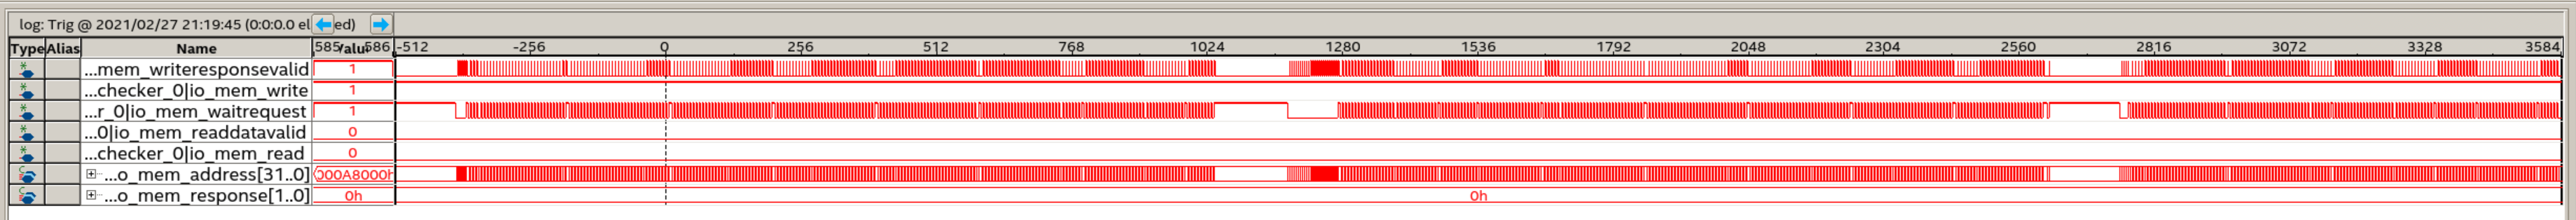 log: Trig @ 2021/02/27 21:19:45 (0:0:0.0 el ed)
Type Alias Name 585 Valu 586 -512 -256 0 256 512 768 1024 1280 1536 1792 2048 2304 2560 2816 3072 3328 3584
...mem_writeresponsevalid 1
...checker_0|io_mem_write 1
...r_0|io_mem_waitrequest 1
...0|io_mem_readdatavalid 0
...checker_0|io_mem_read 0
...o_mem_address[31..0] 000A8000h
...o_mem_response[1..0] 0h 0h